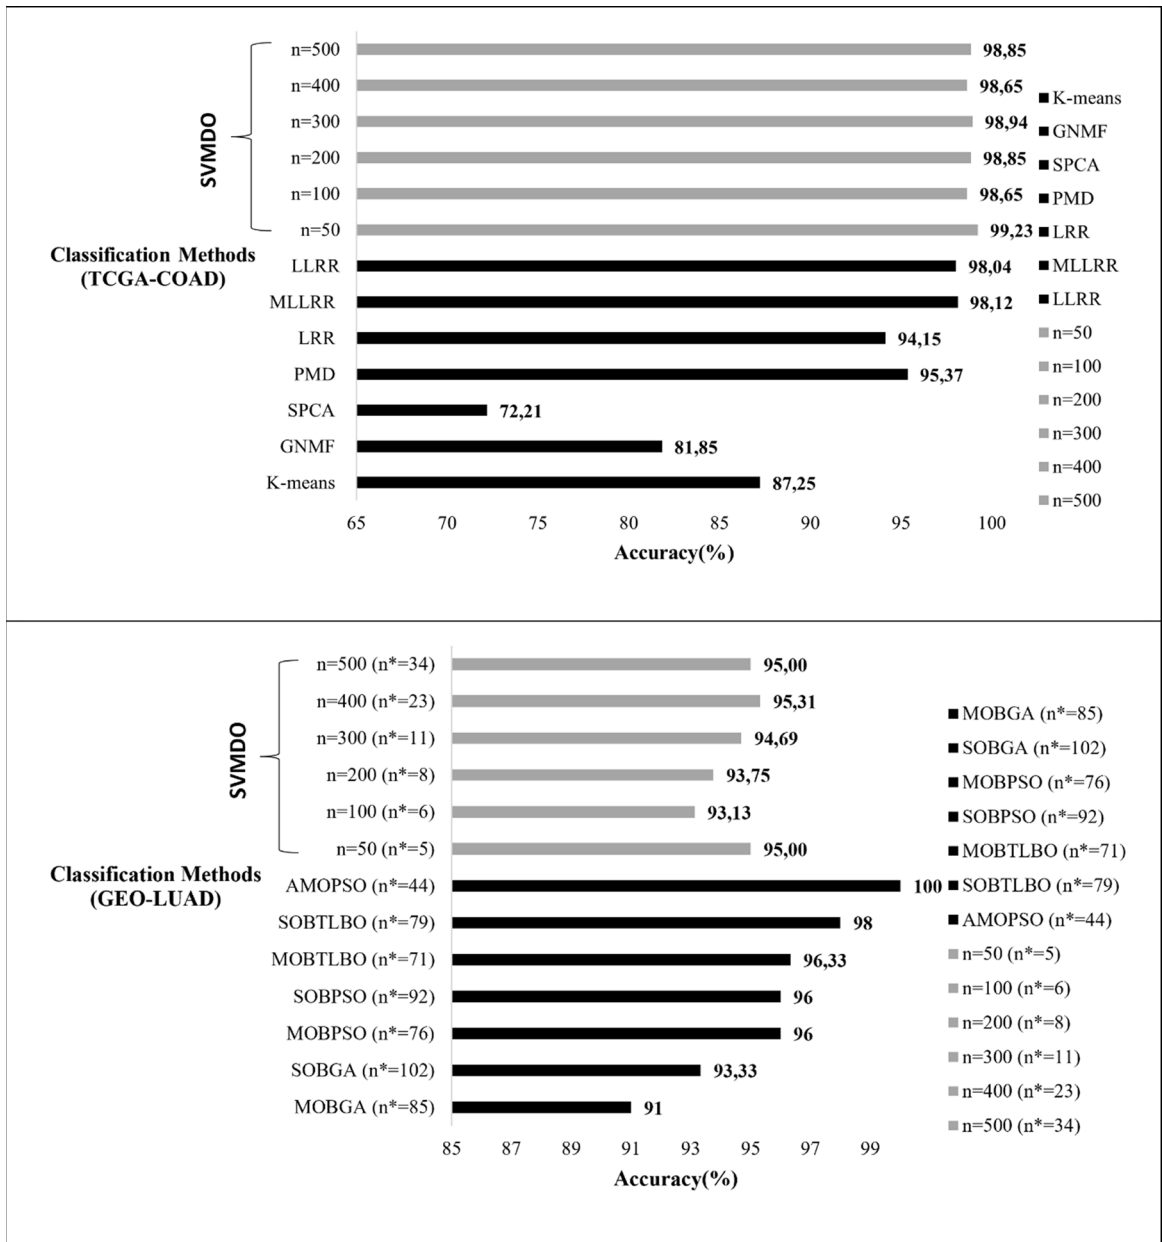 n=500
98,85
n=400
98,65
n=300
98,94
n=200
98,85
n=100
98,65
n=50
99,23
SVMDO
Classification Methods
(TCGA-COAD)
LLRR
98,04
MLLRR
98,12
LRR
94,15
PMD
95,37
SPCA
72,21
GNMF
81,85
K-means
87,25
65 70 75 80 85 90 95 100
Accuracy(%)
K-means
GNMF
SPCA
PMD
LRR
MLLRR
LLRR
n=50
n=100
n=200
n=300
n=400
n=500
n=500 (n*=34)
95,00
n=400 (n*=23)
95,31
n=300 (n*=11)
94,69
n=200 (n*=8)
93,75
n=100 (n*=6)
93,13
n=50 (n*=5)
95,00
SVMDO
Classification Methods
(GEO-LUAD)
AMOPSO (n*=44)
100
SOBTLBO (n*=79)
98
MOBTLBO (n*=71)
96,33
SOBPSO (n*=92)
96
MOBPSO (n*=76)
96
SOBGA (n*=102)
93,33
MOBGA (n*=85)
91
85 87 89 91 93 95 97 99
Accuracy(%)
MOBGA (n*=85)
SOBGA (n*=102)
MOBPSO (n*=76)
SOBPSO (n*=92)
MOBTLBO (n*=71)
SOBTLBO (n*=79)
AMOPSO (n*=44)
n=50 (n*=5)
n=100 (n*=6)
n=200 (n*=8)
n=300 (n*=11)
n=400 (n*=23)
n=500 (n*=34)